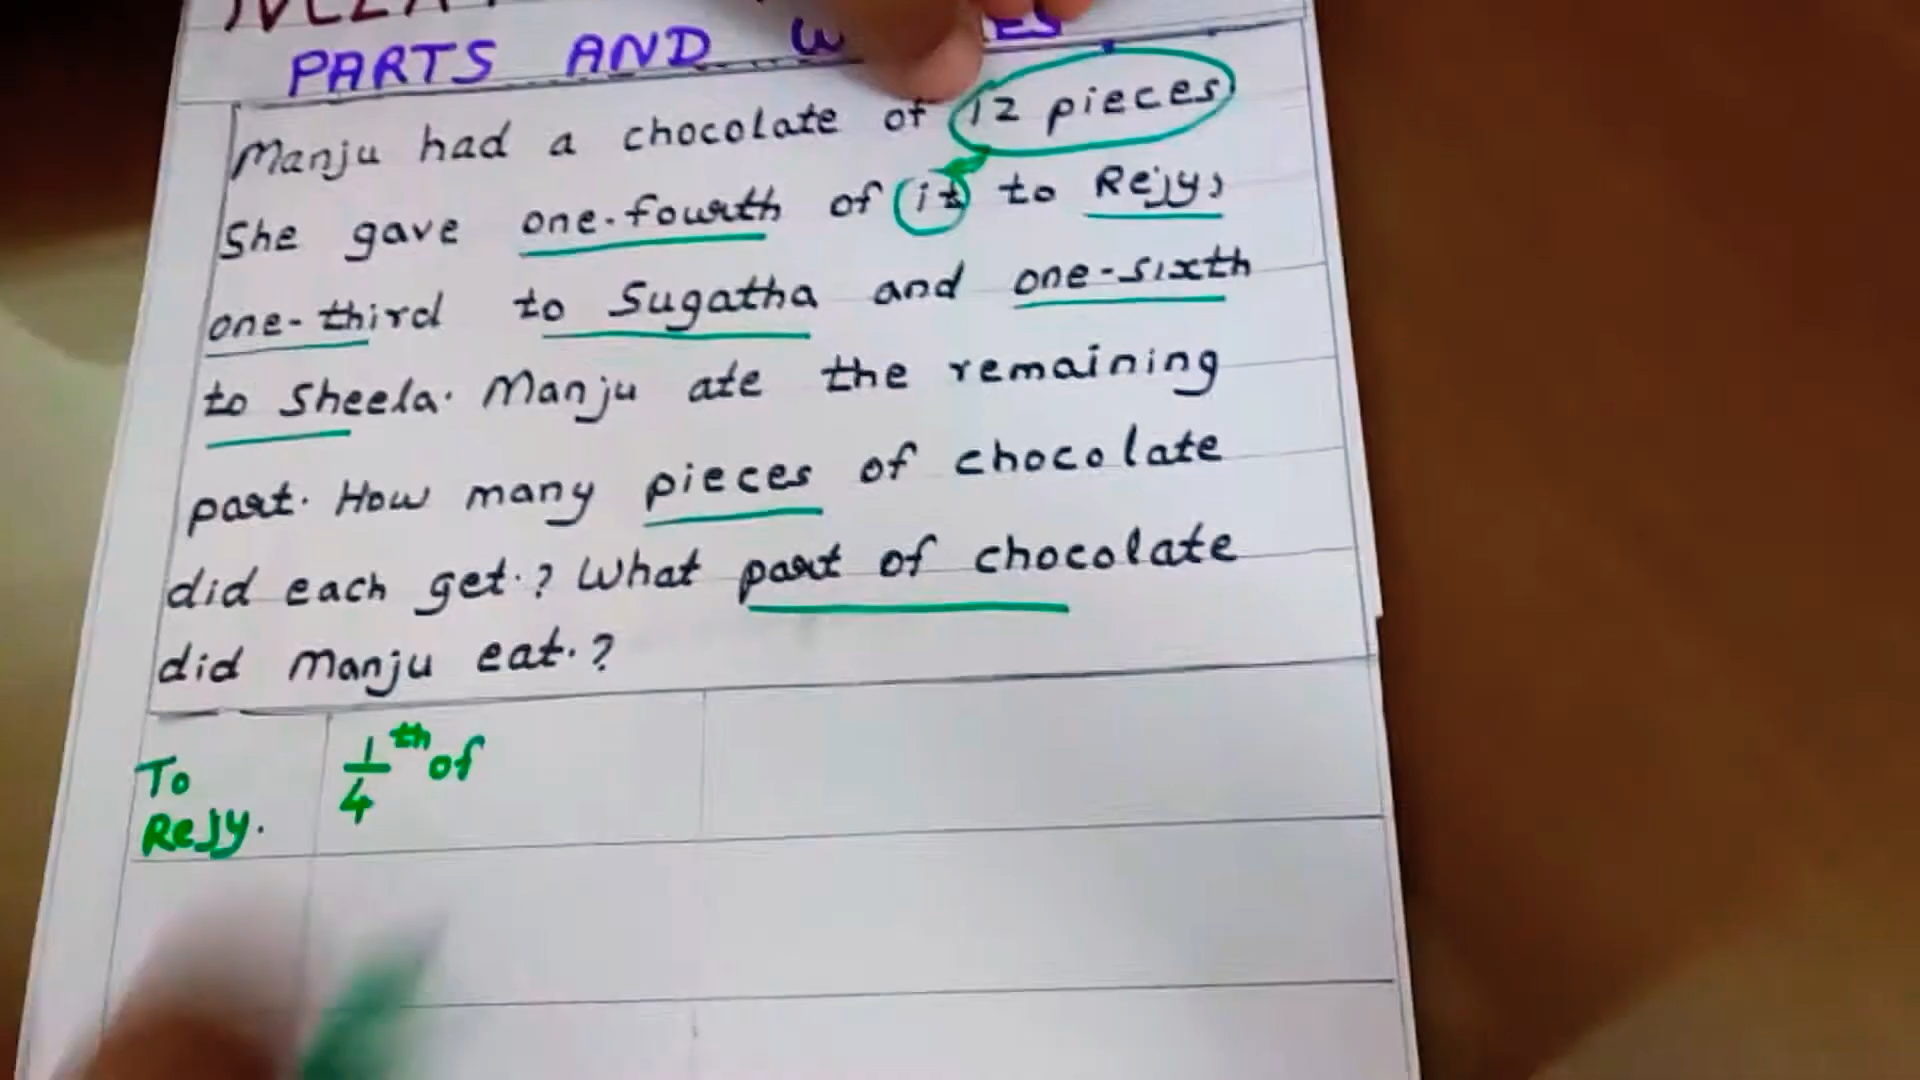 PARTS AND
Manju had a chocolate of 12 pieces
She gave one-fourth of it to Rejy,
one-third to Sugatha and one-sixth
to Sheela. Manju ate the remaining
part. How many pieces of chocolate
did each get.? What part of chocolate
did Manju eat.?
To 1/4 th of
Rejy.